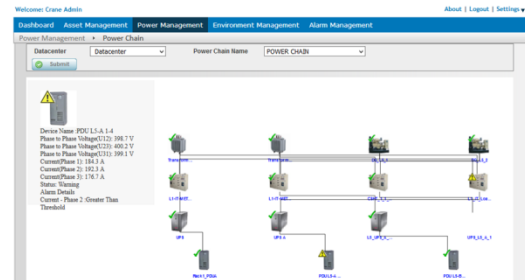 Welcome: Crane Admin
About | Logout | Settings
Dashboard Asset Management Power Management Environment Management Alarm Management
Power Management Power Chain
Datacenter Datacenter Power Chain Name POWER CHAIN
Submit
Device Name :PDU L5-A 1-4
Phase to Phase Voltage(U12): 398.7 V
Phase to Phase Voltage(U23): 400.2 V
Phase to Phase Voltage(U31): 399.1 V
Current(Phase 1): 184.3 A
Current(Phase 2): 192.3 A
Current(Phase 3): 176.7 A
Status: Warning
Alarm Details
Current - Phase 2 :Greater Than
Threshold
UPS UPS A